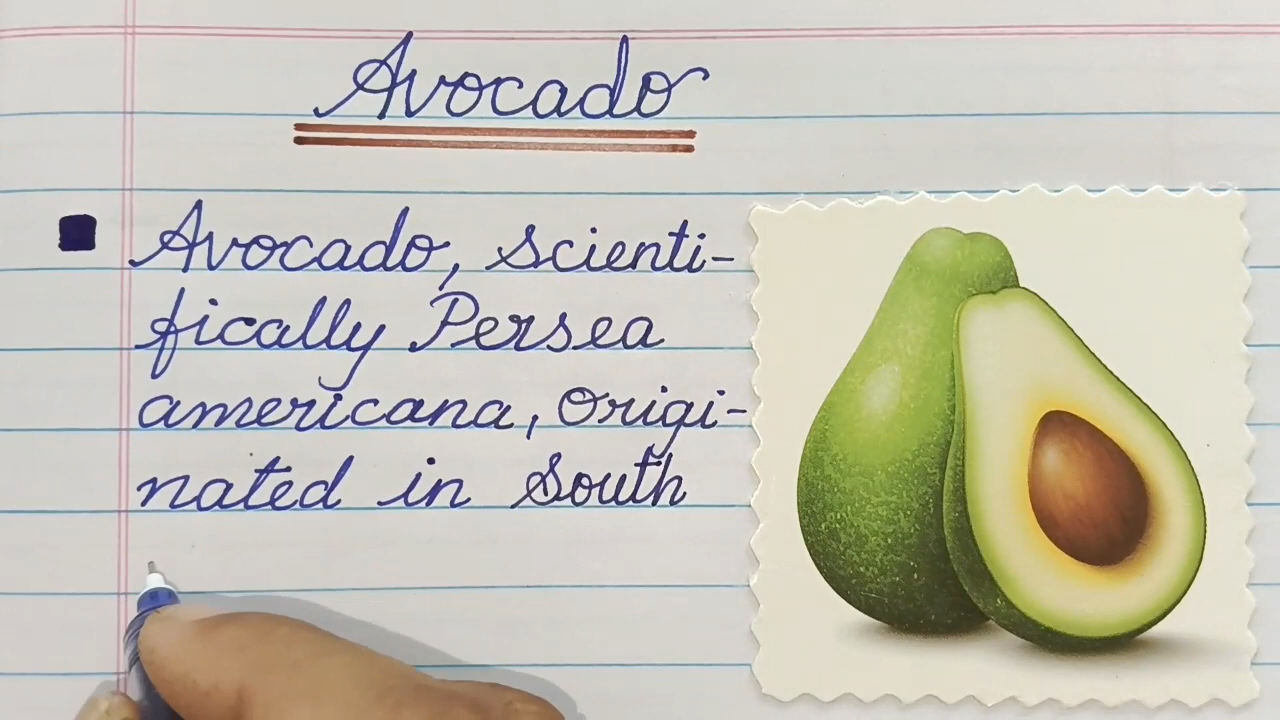 Avocado
Avocado, scienti-
fically Persea
americana, Origi-
nated in South